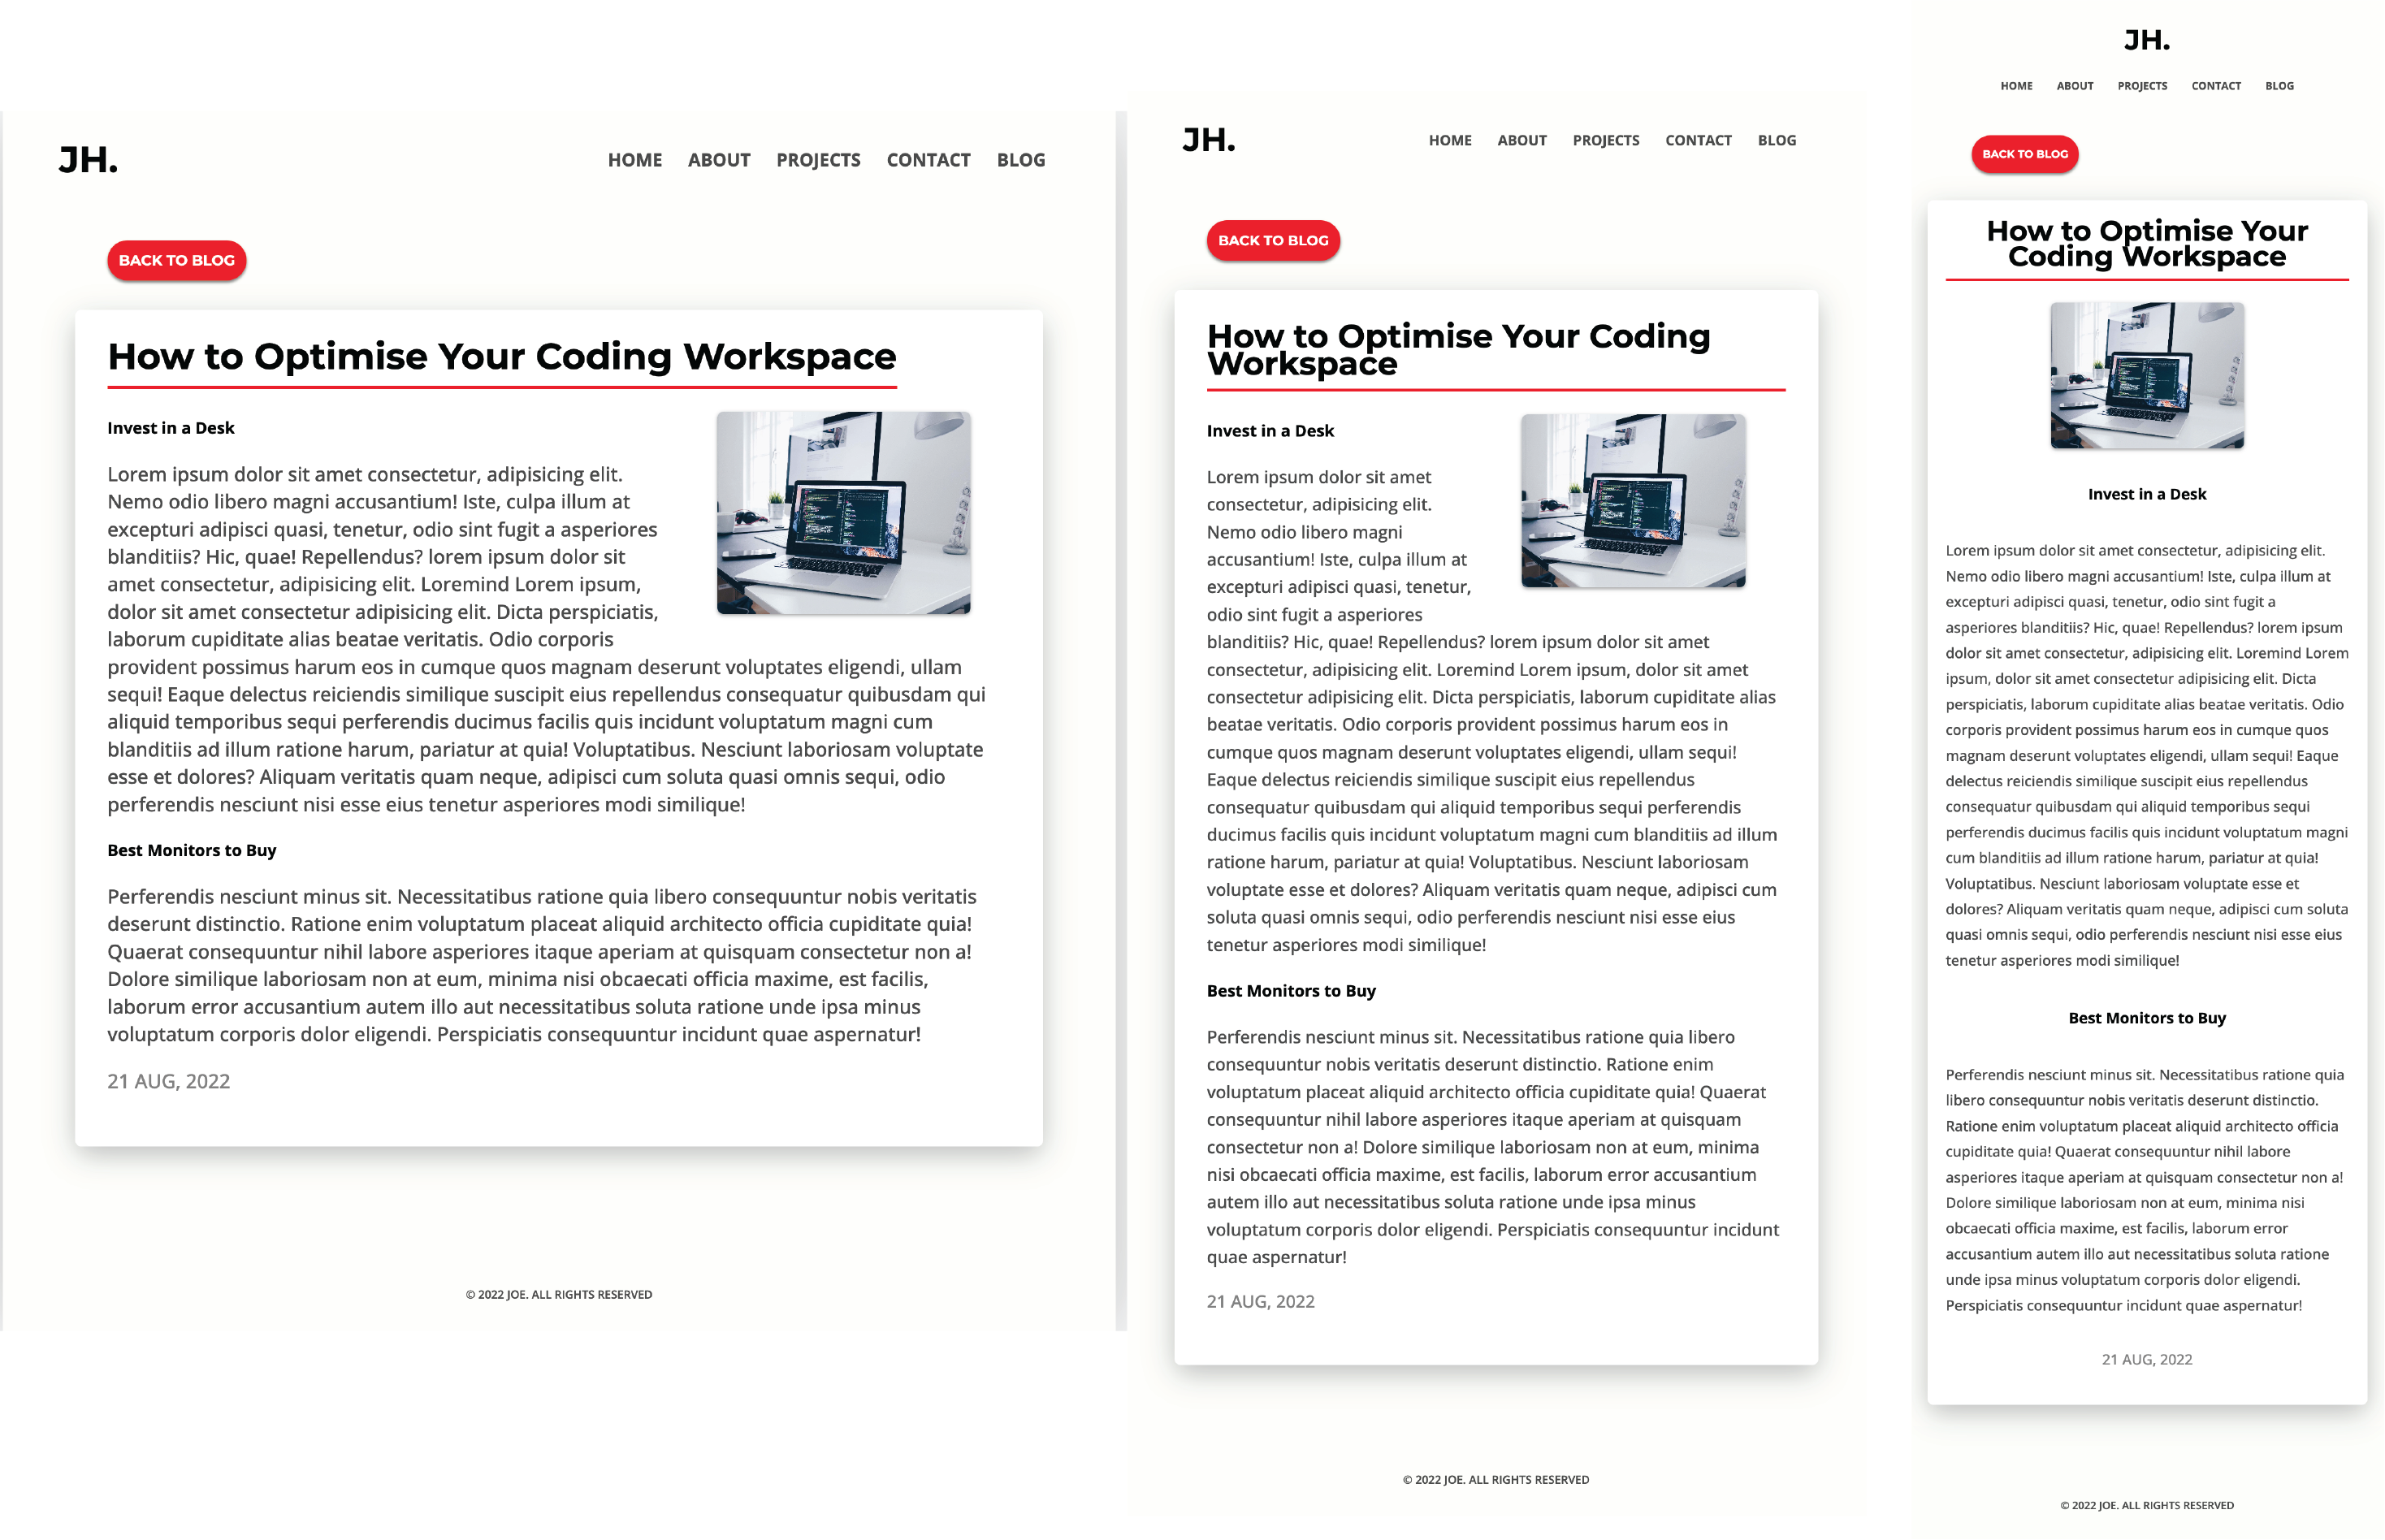 JH.
HOME ABOUT PROJECTS CONTACT BLOG
BACK TO BLOG
How to Optimise Your Coding Workspace
Invest in a Desk
Lorem ipsum dolor sit amet consectetur, adipisicing elit.
Nemo odio libero magni accusantium! Iste, culpa illum at
excepturi adipisci quasi, tenetur, odio sint fugit a asperiores
blanditiis? Hic, quae! Repellendus? lorem ipsum dolor sit
amet consectetur, adipisicing elit. Loremind Lorem ipsum,
dolor sit amet consectetur adipisicing elit. Dicta perspiciatis,
laborum cupiditate alias beatae veritatis. Odio corporis
provident possimus harum eos in cumque quos magnam deserunt voluptates eligendi, ullam
sequi! Eaque delectus reiciendis similique suscipit eius repellendus consequatur quibusdam qui
aliquid temporibus sequi perferendis ducimus facilis quis incidunt voluptatum magni cum
blanditiis ad illum ratione harum, pariatur at quia! Voluptatibus. Nesciunt laboriosam voluptate
esse et dolores? Aliquam veritatis quam neque, adipisci cum soluta quasi omnis sequi, odio
perferendis nesciunt nisi esse eius tenetur asperiores modi similique!
Best Monitors to Buy
Perferendis nesciunt minus sit. Necessitatibus ratione quia libero consequuntur nobis veritatis
deserunt distinctio. Ratione enim voluptatum placeat aliquid architecto officia cupiditate quia!
Quaerat consequuntur nihil labore asperiores itaque aperiam at quisquam consectetur non a!
Dolore similique laboriosam non at eum, minima nisi obcaecati officia maxime, est facilis,
laborum error accusantium autem illo aut necessitatibus soluta ratione unde ipsa minus
voluptatum corporis dolor eligendi. Perspiciatis consequuntur incidunt quae aspernatur!
21 AUG, 2022
© 2022 JOE. ALL RIGHTS RESERVED
JH.
HOME ABOUT PROJECTS CONTACT BLOG
BACK TO BLOG
How to Optimise Your Coding
Workspace
Invest in a Desk
Lorem ipsum dolor sit amet
consectetur, adipisicing elit.
Nemo odio libero magni
accusantium! Iste, culpa illum at
excepturi adipisci quasi, tenetur,
odio sint fugit a asperiores
blanditiis? Hic, quae! Repellendus? lorem ipsum dolor sit amet
consectetur, adipisicing elit. Loremind Lorem ipsum, dolor sit amet
consectetur adipisicing elit. Dicta perspiciatis, laborum cupiditate alias
beatae veritatis. Odio corporis provident possimus harum eos in
cumque quos magnam deserunt voluptates eligendi, ullam sequi!
Eaque delectus reiciendis similique suscipit eius repellendus
consequatur quibusdam qui aliquid temporibus sequi perferendis
ducimus facilis quis incidunt voluptatum magni cum blanditiis ad illum
ratione harum, pariatur at quia! Voluptatibus. Nesciunt laboriosam
voluptate esse et dolores? Aliquam veritatis quam neque, adipisci cum
soluta quasi omnis sequi, odio perferendis nesciunt nisi esse eius
tenetur asperiores modi similique!
Best Monitors to Buy
Perferendis nesciunt minus sit. Necessitatibus ratione quia libero
consequuntur nobis veritatis deserunt distinctio. Ratione enim
voluptatum placeat aliquid architecto officia cupiditate quia! Quaerat
consequuntur nihil labore asperiores itaque aperiam at quisquam
consectetur non a! Dolore similique laboriosam non at eum, minima
nisi obcaecati officia maxime, est facilis, laborum error accusantium
autem illo aut necessitatibus soluta ratione unde ipsa minus
voluptatum corporis dolor eligendi. Perspiciatis consequuntur incidunt
quae aspernatur!
21 AUG, 2022
© 2022 JOE. ALL RIGHTS RESERVED
JH.
HOME ABOUT PROJECTS CONTACT BLOG
BACK TO BLOG
How to Optimise Your
Coding Workspace
Invest in a Desk
Lorem ipsum dolor sit amet consectetur, adipisicing elit.
Nemo odio libero magni accusantium! Iste, culpa illum at
excepturi adipisci quasi, tenetur, odio sint fugit a
asperiores blanditiis? Hic, quae! Repellendus? lorem ipsum
dolor sit amet consectetur, adipisicing elit. Loremind Lorem
ipsum, dolor sit amet consectetur adipisicing elit. Dicta
perspiciatis, laborum cupiditate alias beatae veritatis. Odio
corporis provident possimus harum eos in cumque quos
magnam deserunt voluptates eligendi, ullam sequi! Eaque
delectus reiciendis similique suscipit eius repellendus
consequatur quibusdam qui aliquid temporibus sequi
perferendis ducimus facilis quis incidunt voluptatum magni
cum blanditiis ad illum ratione harum, pariatur at quia!
Voluptatibus. Nesciunt laboriosam voluptate esse et
dolores? Aliquam veritatis quam neque, adipisci cum soluta
quasi omnis sequi, odio perferendis nesciunt nisi esse eius
tenetur asperiores modi similique!
Best Monitors to Buy
Perferendis nesciunt minus sit. Necessitatibus ratione quia
libero consequuntur nobis veritatis deserunt distinctio.
Ratione enim voluptatum placeat aliquid architecto officia
cupiditate quia! Quaerat consequuntur nihil labore
asperiores itaque aperiam at quisquam consectetur non a!
Dolore similique laboriosam non at eum, minima nisi
obcaecati officia maxime, est facilis, laborum error
accusantium autem illo aut necessitatibus soluta ratione
unde ipsa minus voluptatum corporis dolor eligendi.
Perspiciatis consequuntur incidunt quae aspernatur!
21 AUG, 2022
© 2022 JOE. ALL RIGHTS RESERVED